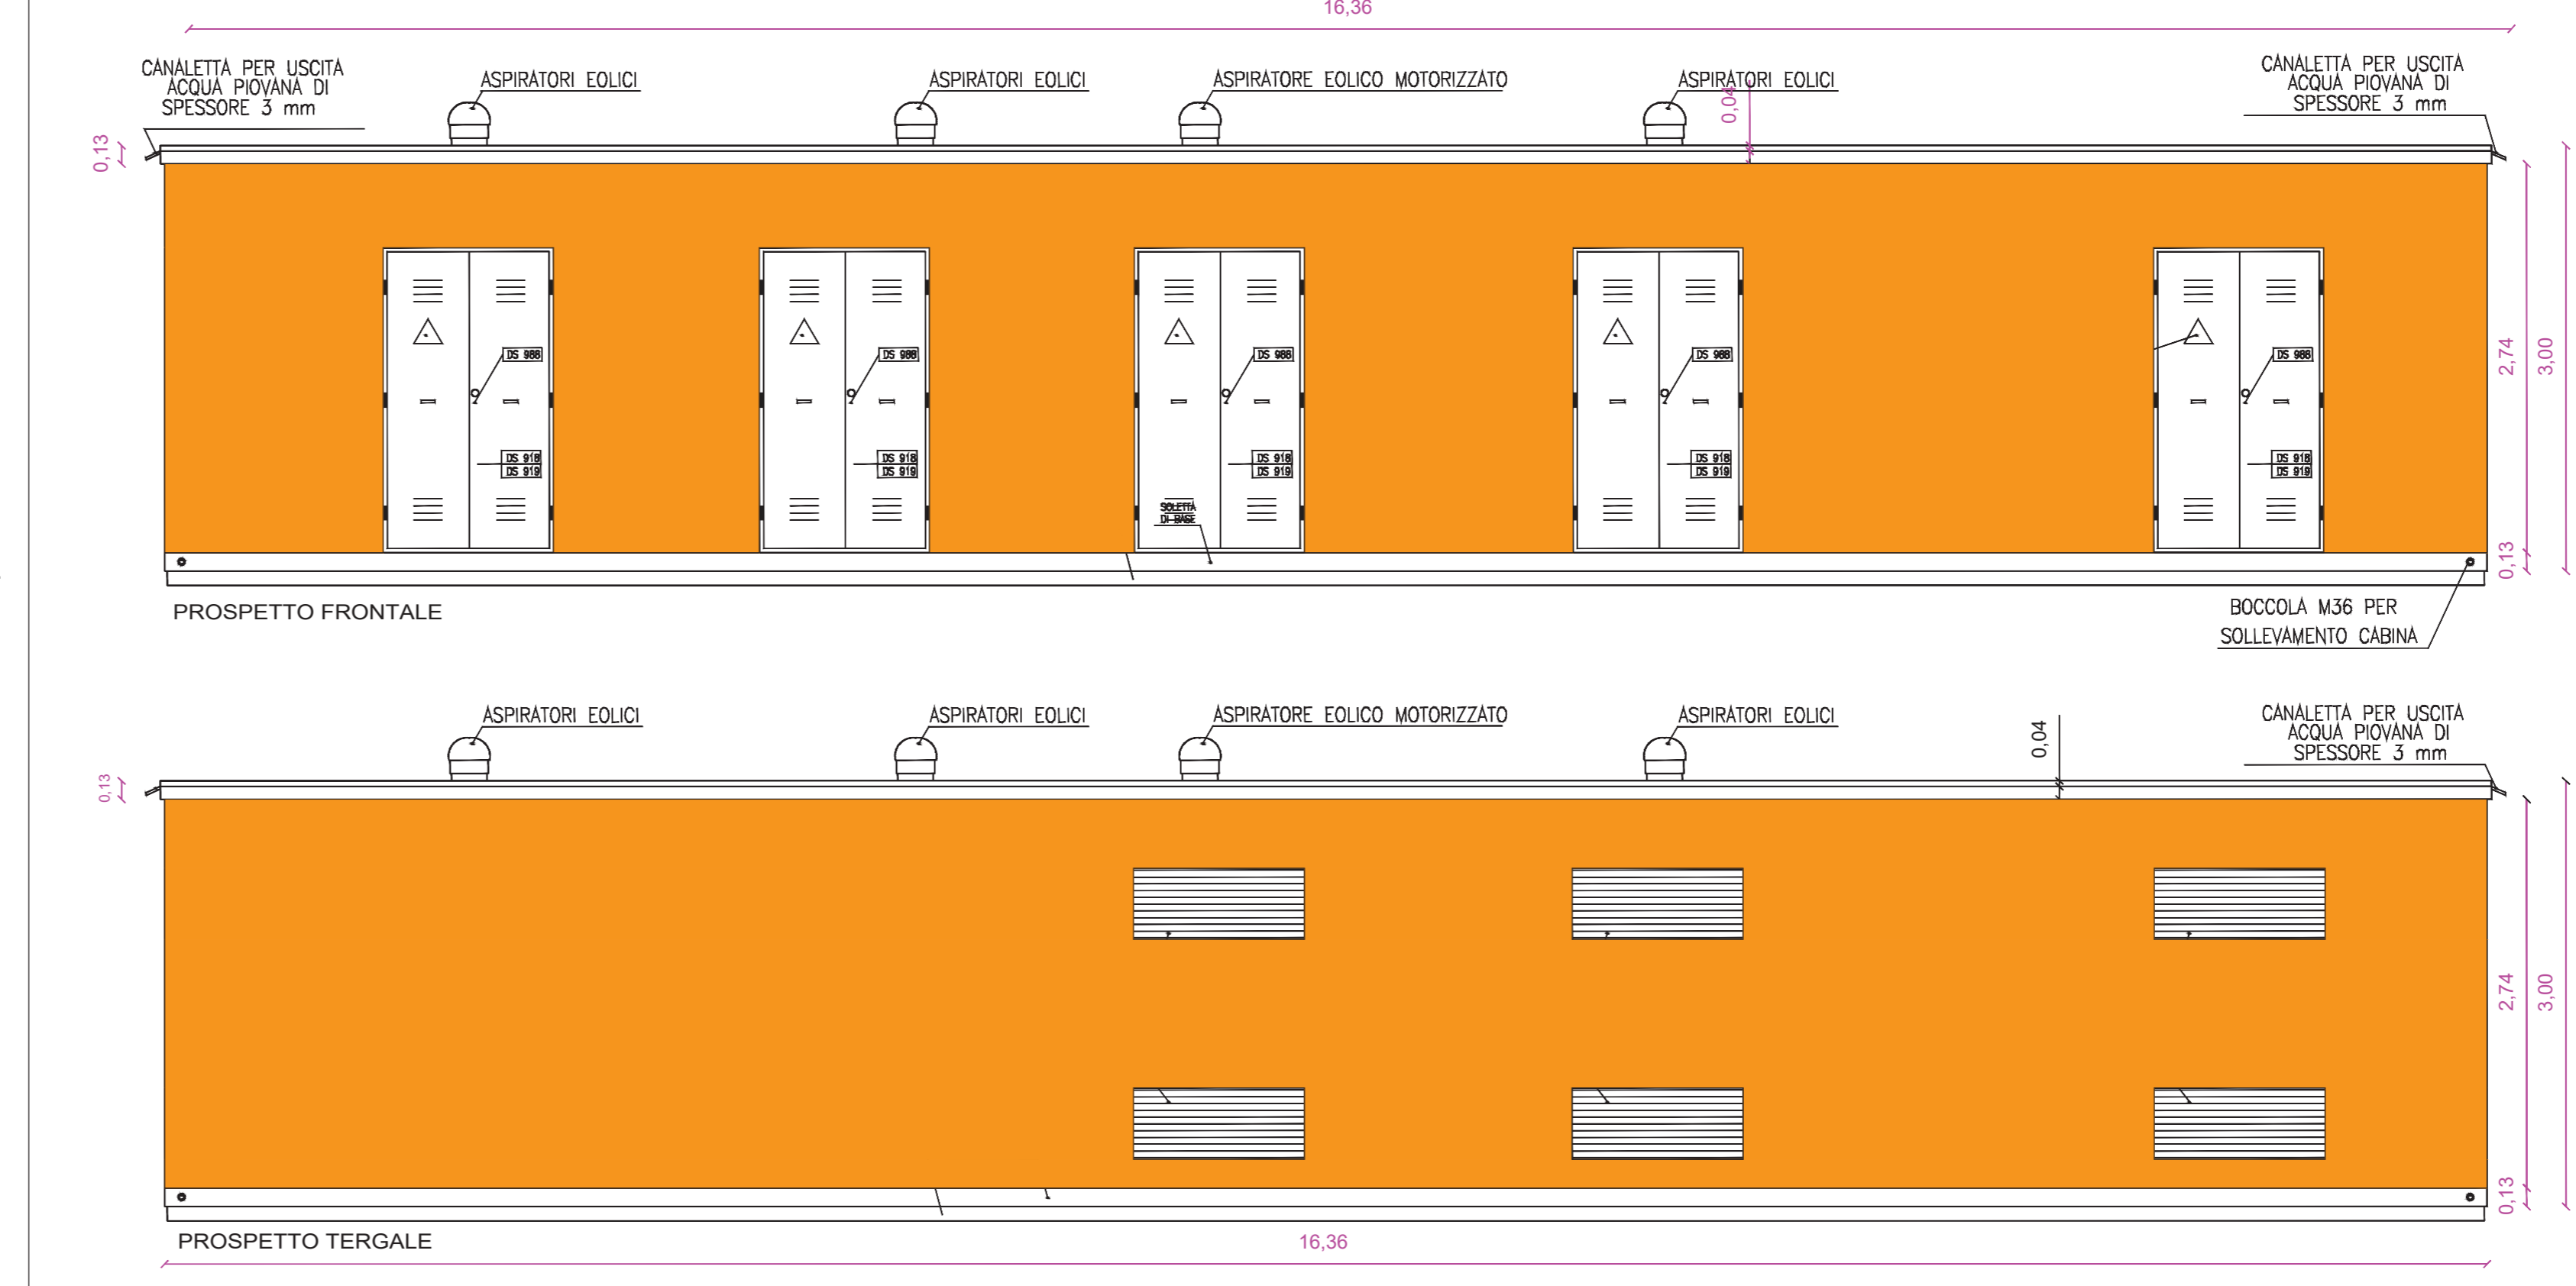 16,36
CANALETTA PER USCITA
ACQUA PIOVANA DI
SPESSORE 3 mm
ASPIRATORI EOLICI
ASPIRATORI EOLICI
ASPIRATORE EOLICO MOTORIZZATO
ASPIRATORI EOLICI
CANALETTA PER USCITA
ACQUA PIOVANA DI
SPESSORE 3 mm
0,04
0,13
DS 988
DS 988
DS 988
DS 988
DS 988
2,74
3,00
DS 918
DS 919
DS 918
DS 919
DS 918
DS 919
DS 918
DS 919
DS 918
DS 919
SOLETTA
DI BASE
0,13
PROSPETTO FRONTALE
BOCCOLA M36 PER
SOLLEVAMENTO CABINA
ASPIRATORI EOLICI
ASPIRATORI EOLICI
ASPIRATORE EOLICO MOTORIZZATO
ASPIRATORI EOLICI
0,04
CANALETTA PER USCITA
ACQUA PIOVANA DI
SPESSORE 3 mm
0,13
2,74
3,00
0,13
PROSPETTO TERGALE
16,36